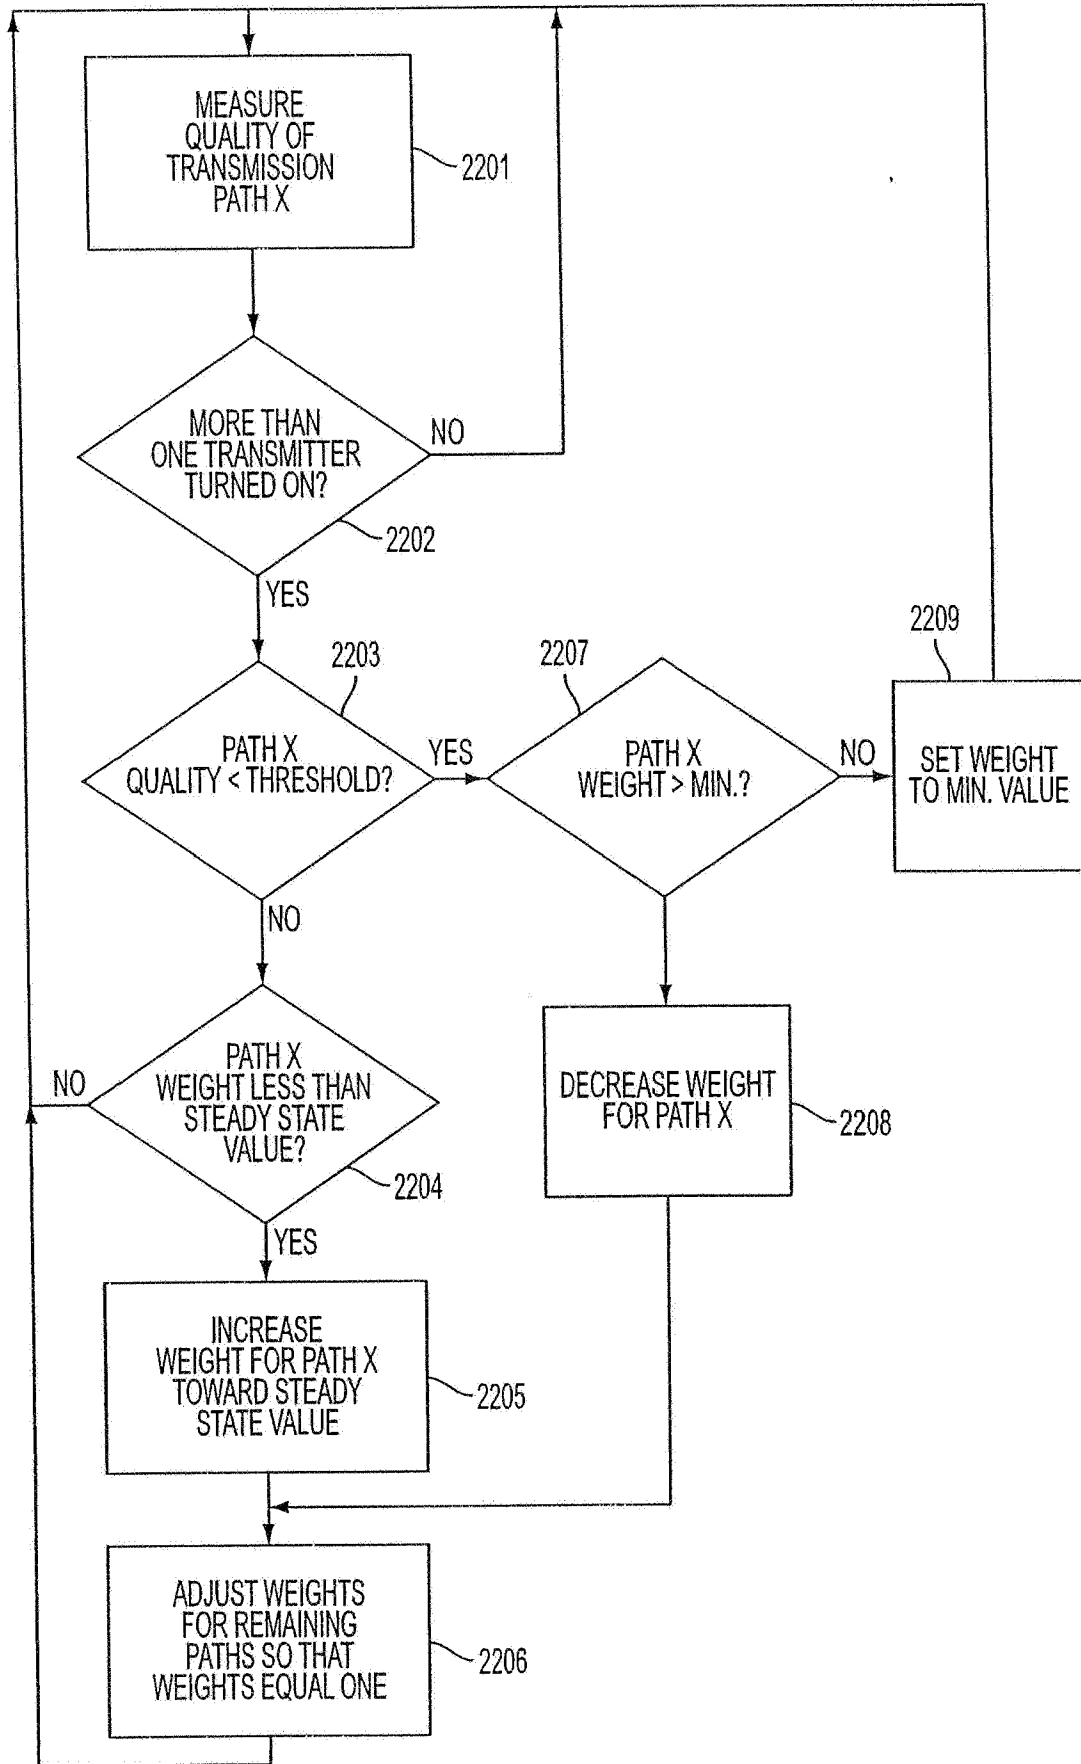 MEASURE
QUALITY OF
TRANSMISSION
PATH X
2201
MORE THAN
ONE TRANSMITTER
TURNED ON?
NO
2202
YES
2203
PATH X
QUALITY < THRESHOLD?
YES
2207
PATH X
WEIGHT > MIN.?
NO
2209
SET WEIGHT
TO MIN. VALUE
NO
PATH X
WEIGHT LESS THAN
STEADY STATE
VALUE?
NO
2204
YES
DECREASE WEIGHT
FOR PATH X
2208
INCREASE
WEIGHT FOR PATH X
TOWARD STEADY
STATE VALUE
2205
ADJUST WEIGHTS
FOR REMAINING
PATHS SO THAT
WEIGHTS EQUAL ONE
2206